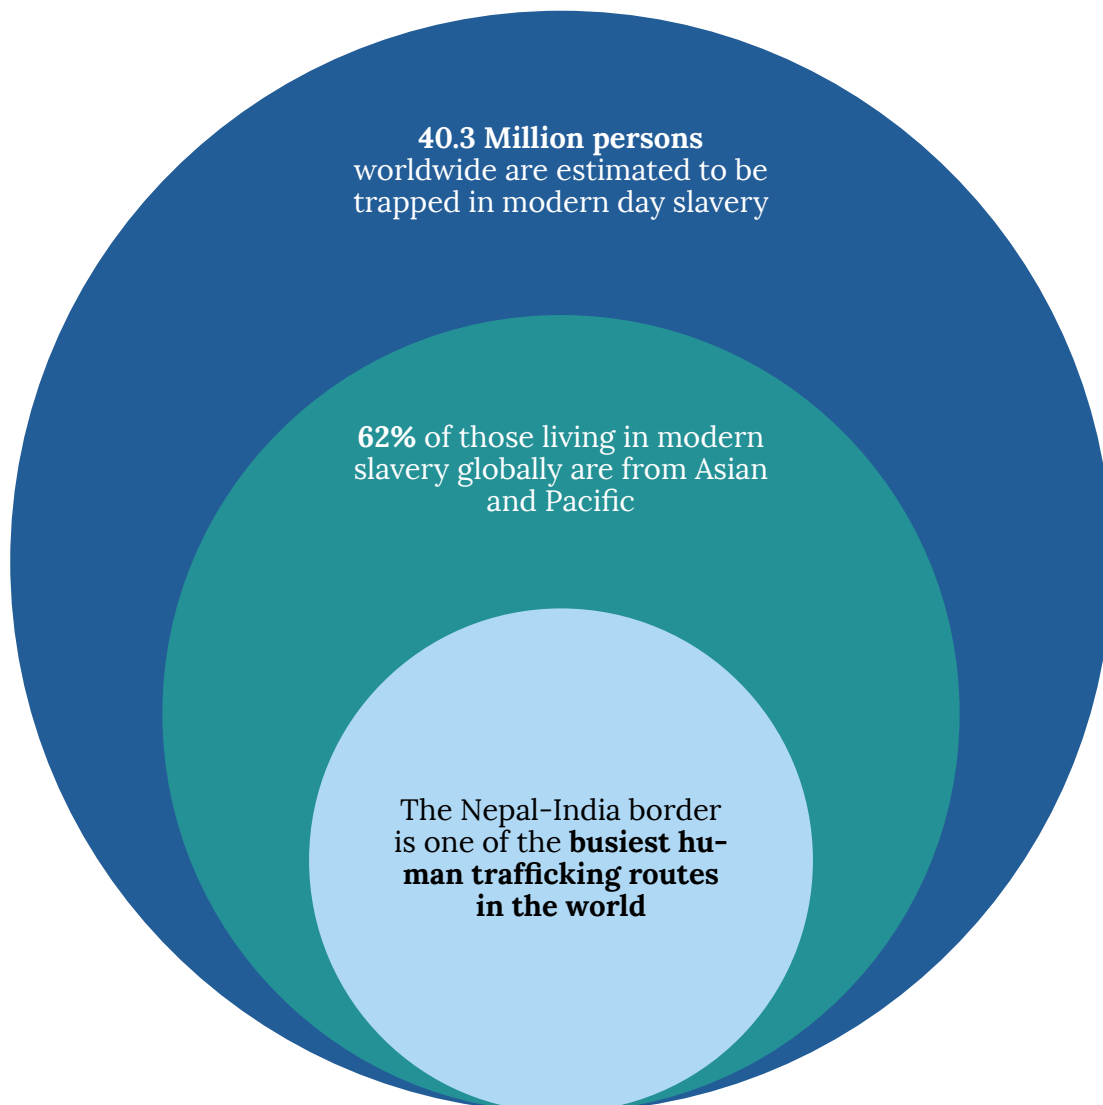 40.3 Million persons
worldwide are estimated to be
trapped in modern day slavery
62% of those living in modern
slavery globally are from Asian
and Pacific
The Nepal-India border
is one of the busiest hu-
man trafficking routes
in the world